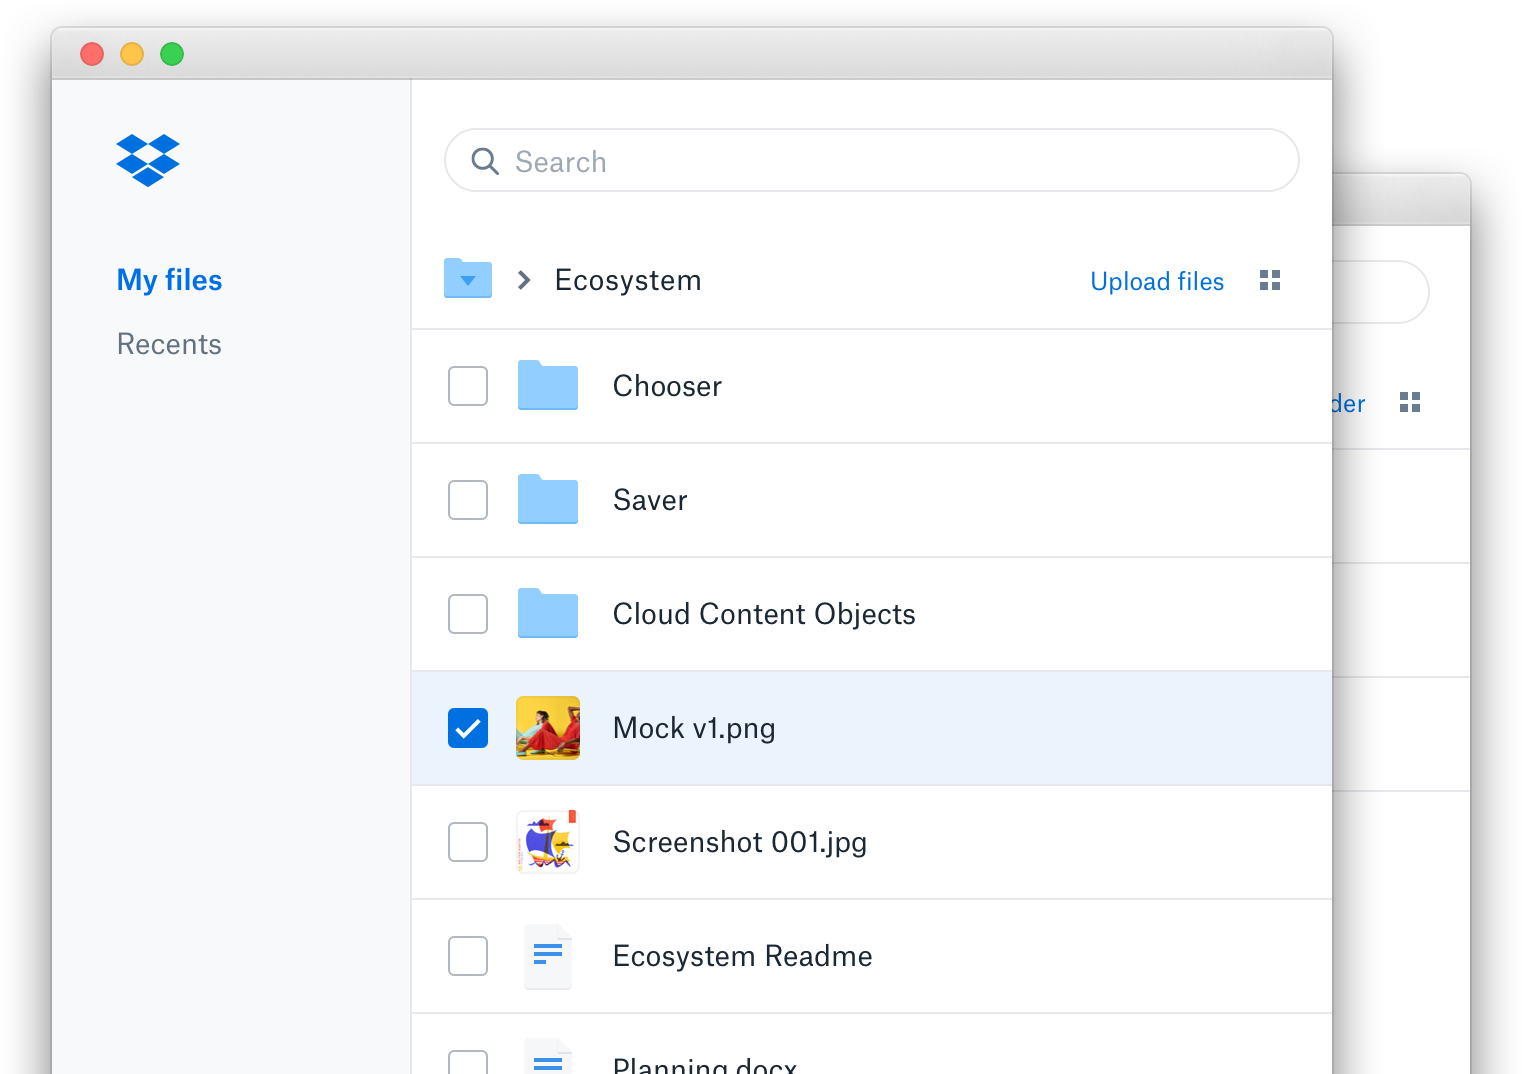 Search
My files
Ecosystem
Upload files
Recents
Chooser
der
Saver
Cloud Content Objects
Mock v1.png
Screenshot 001.jpg
Ecosystem Readme
Planning docx